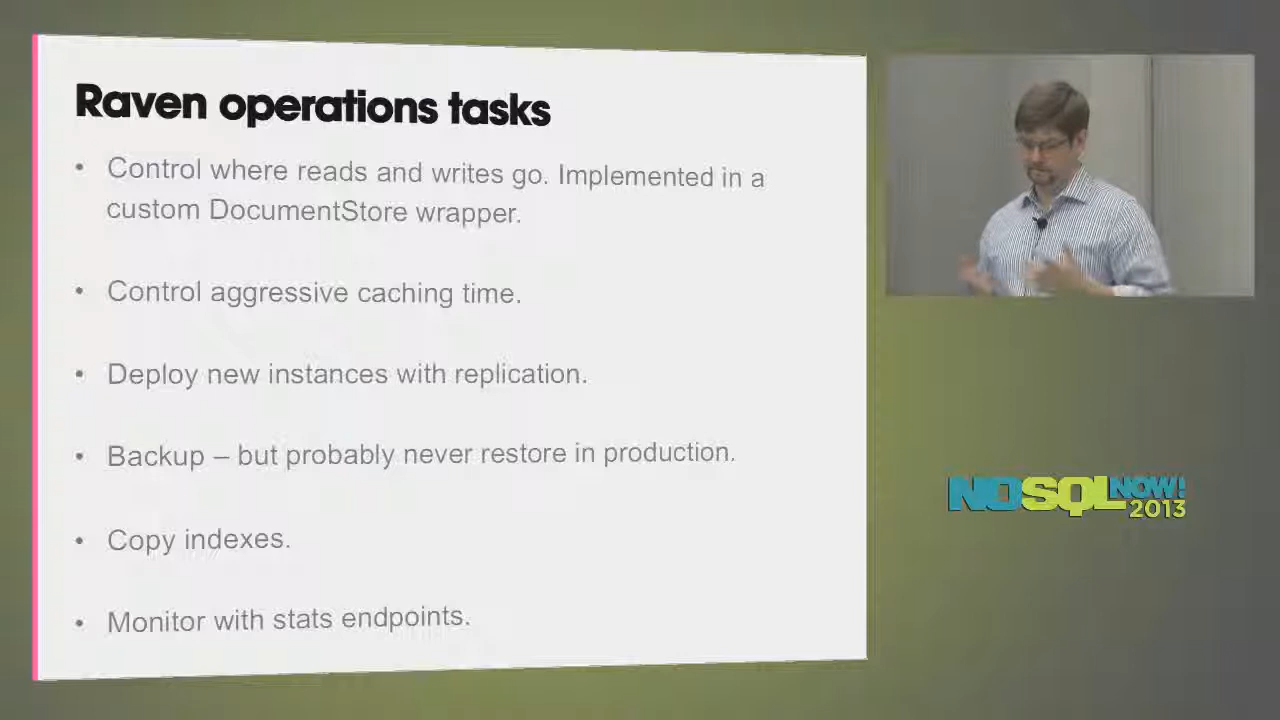 Raven operations tasks
• Control where reads and writes go. Implemented in a
custom DocumentStore wrapper.
• Control aggressive caching time.
• Deploy new instances with replication.
• Backup – but probably never restore in production.
• Copy indexes.
• Monitor with stats endpoints.
NOSQL NOW!
2013